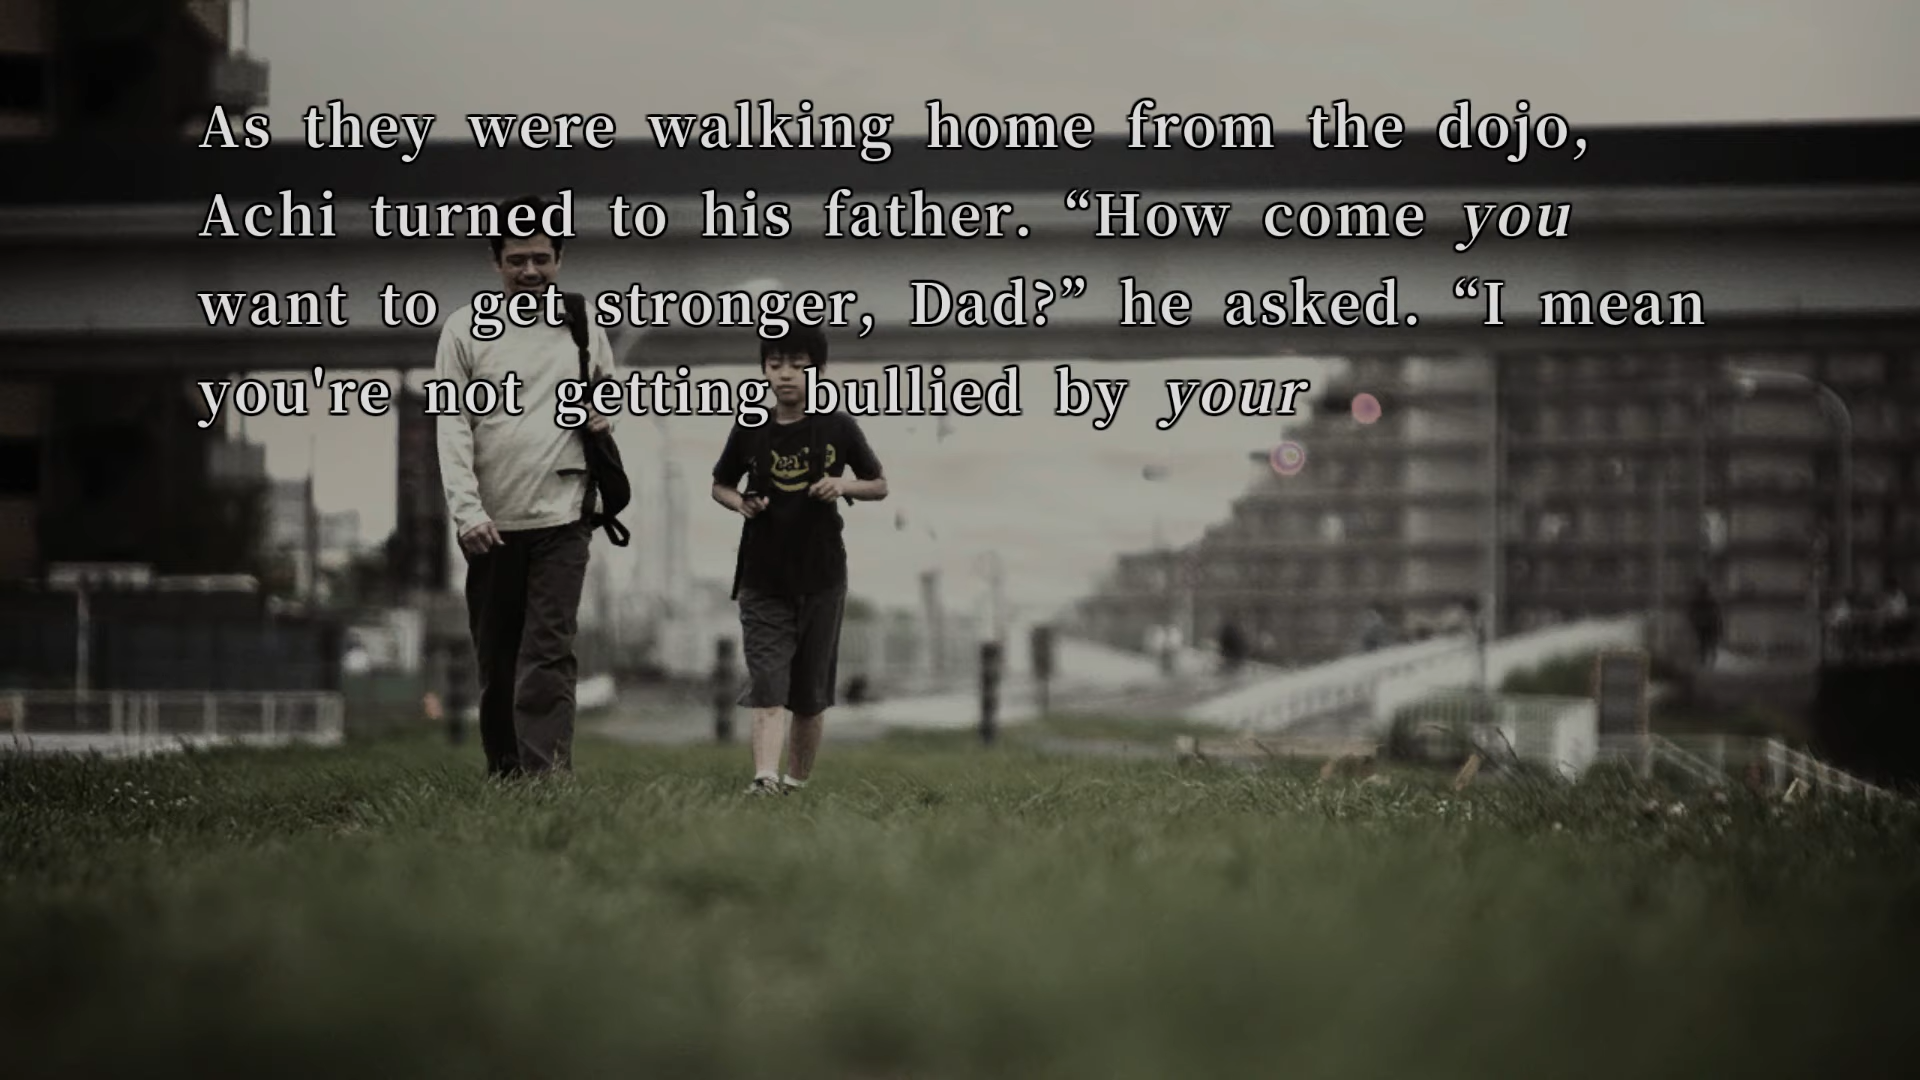 As they were walking home from the dojo,
Achi turned to his father. “How come you
want to get stronger, Dad?” he asked. “I mean
you're not getting bullied by your